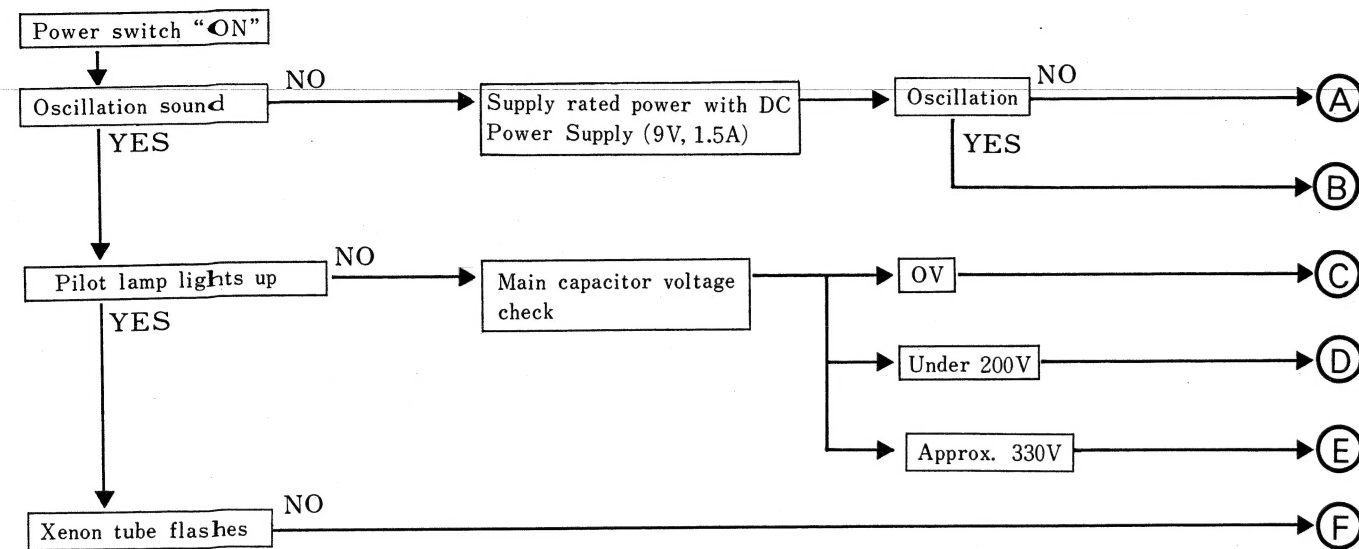 Power switch “ON”
Oscillation sound
NO
Supply rated power with DC
Power Supply (9V, 1.5A)
Oscillation
NO
A
YES
YES
B
Pilot lamp lights up
NO
Main capacitor voltage
check
0V
C
YES
Under 200V
D
Approx. 330V
E
Xenon tube flashes
NO
F